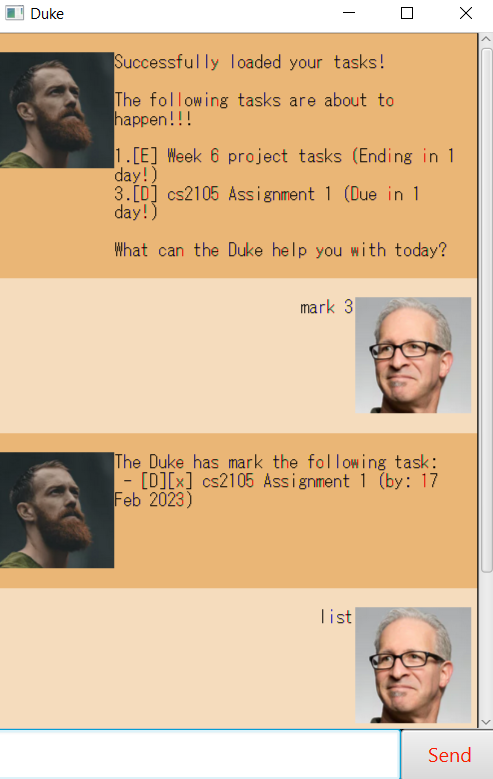 Duke
Successfully loaded your tasks!
The following tasks are about to
happen!!!
1.[E] Week 6 project tasks (Ending in 1
day!)
3.[D] cs2105 Assignment 1 (Due in 1
day!)
What can the Duke help you with today?
mark 3
The Duke has mark the following task:
- [D][x] cs2105 Assignment 1 (by: 17
Feb 2023)
list
Send